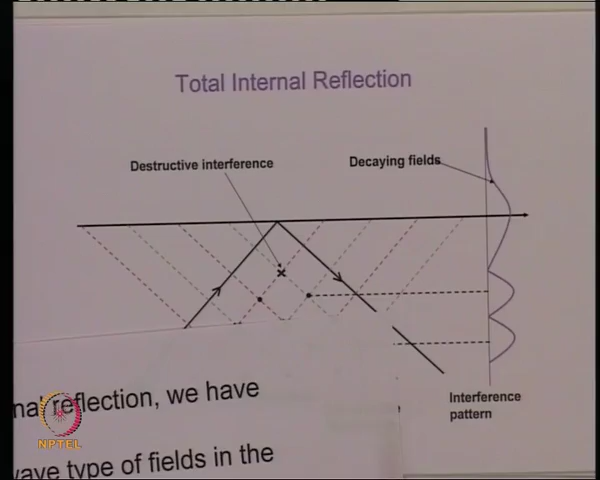 Total Internal Reflection
Destructive interference
Decaying fields
Interference
pattern
nal reflection, we have
wave type of fields in the
NPTEL